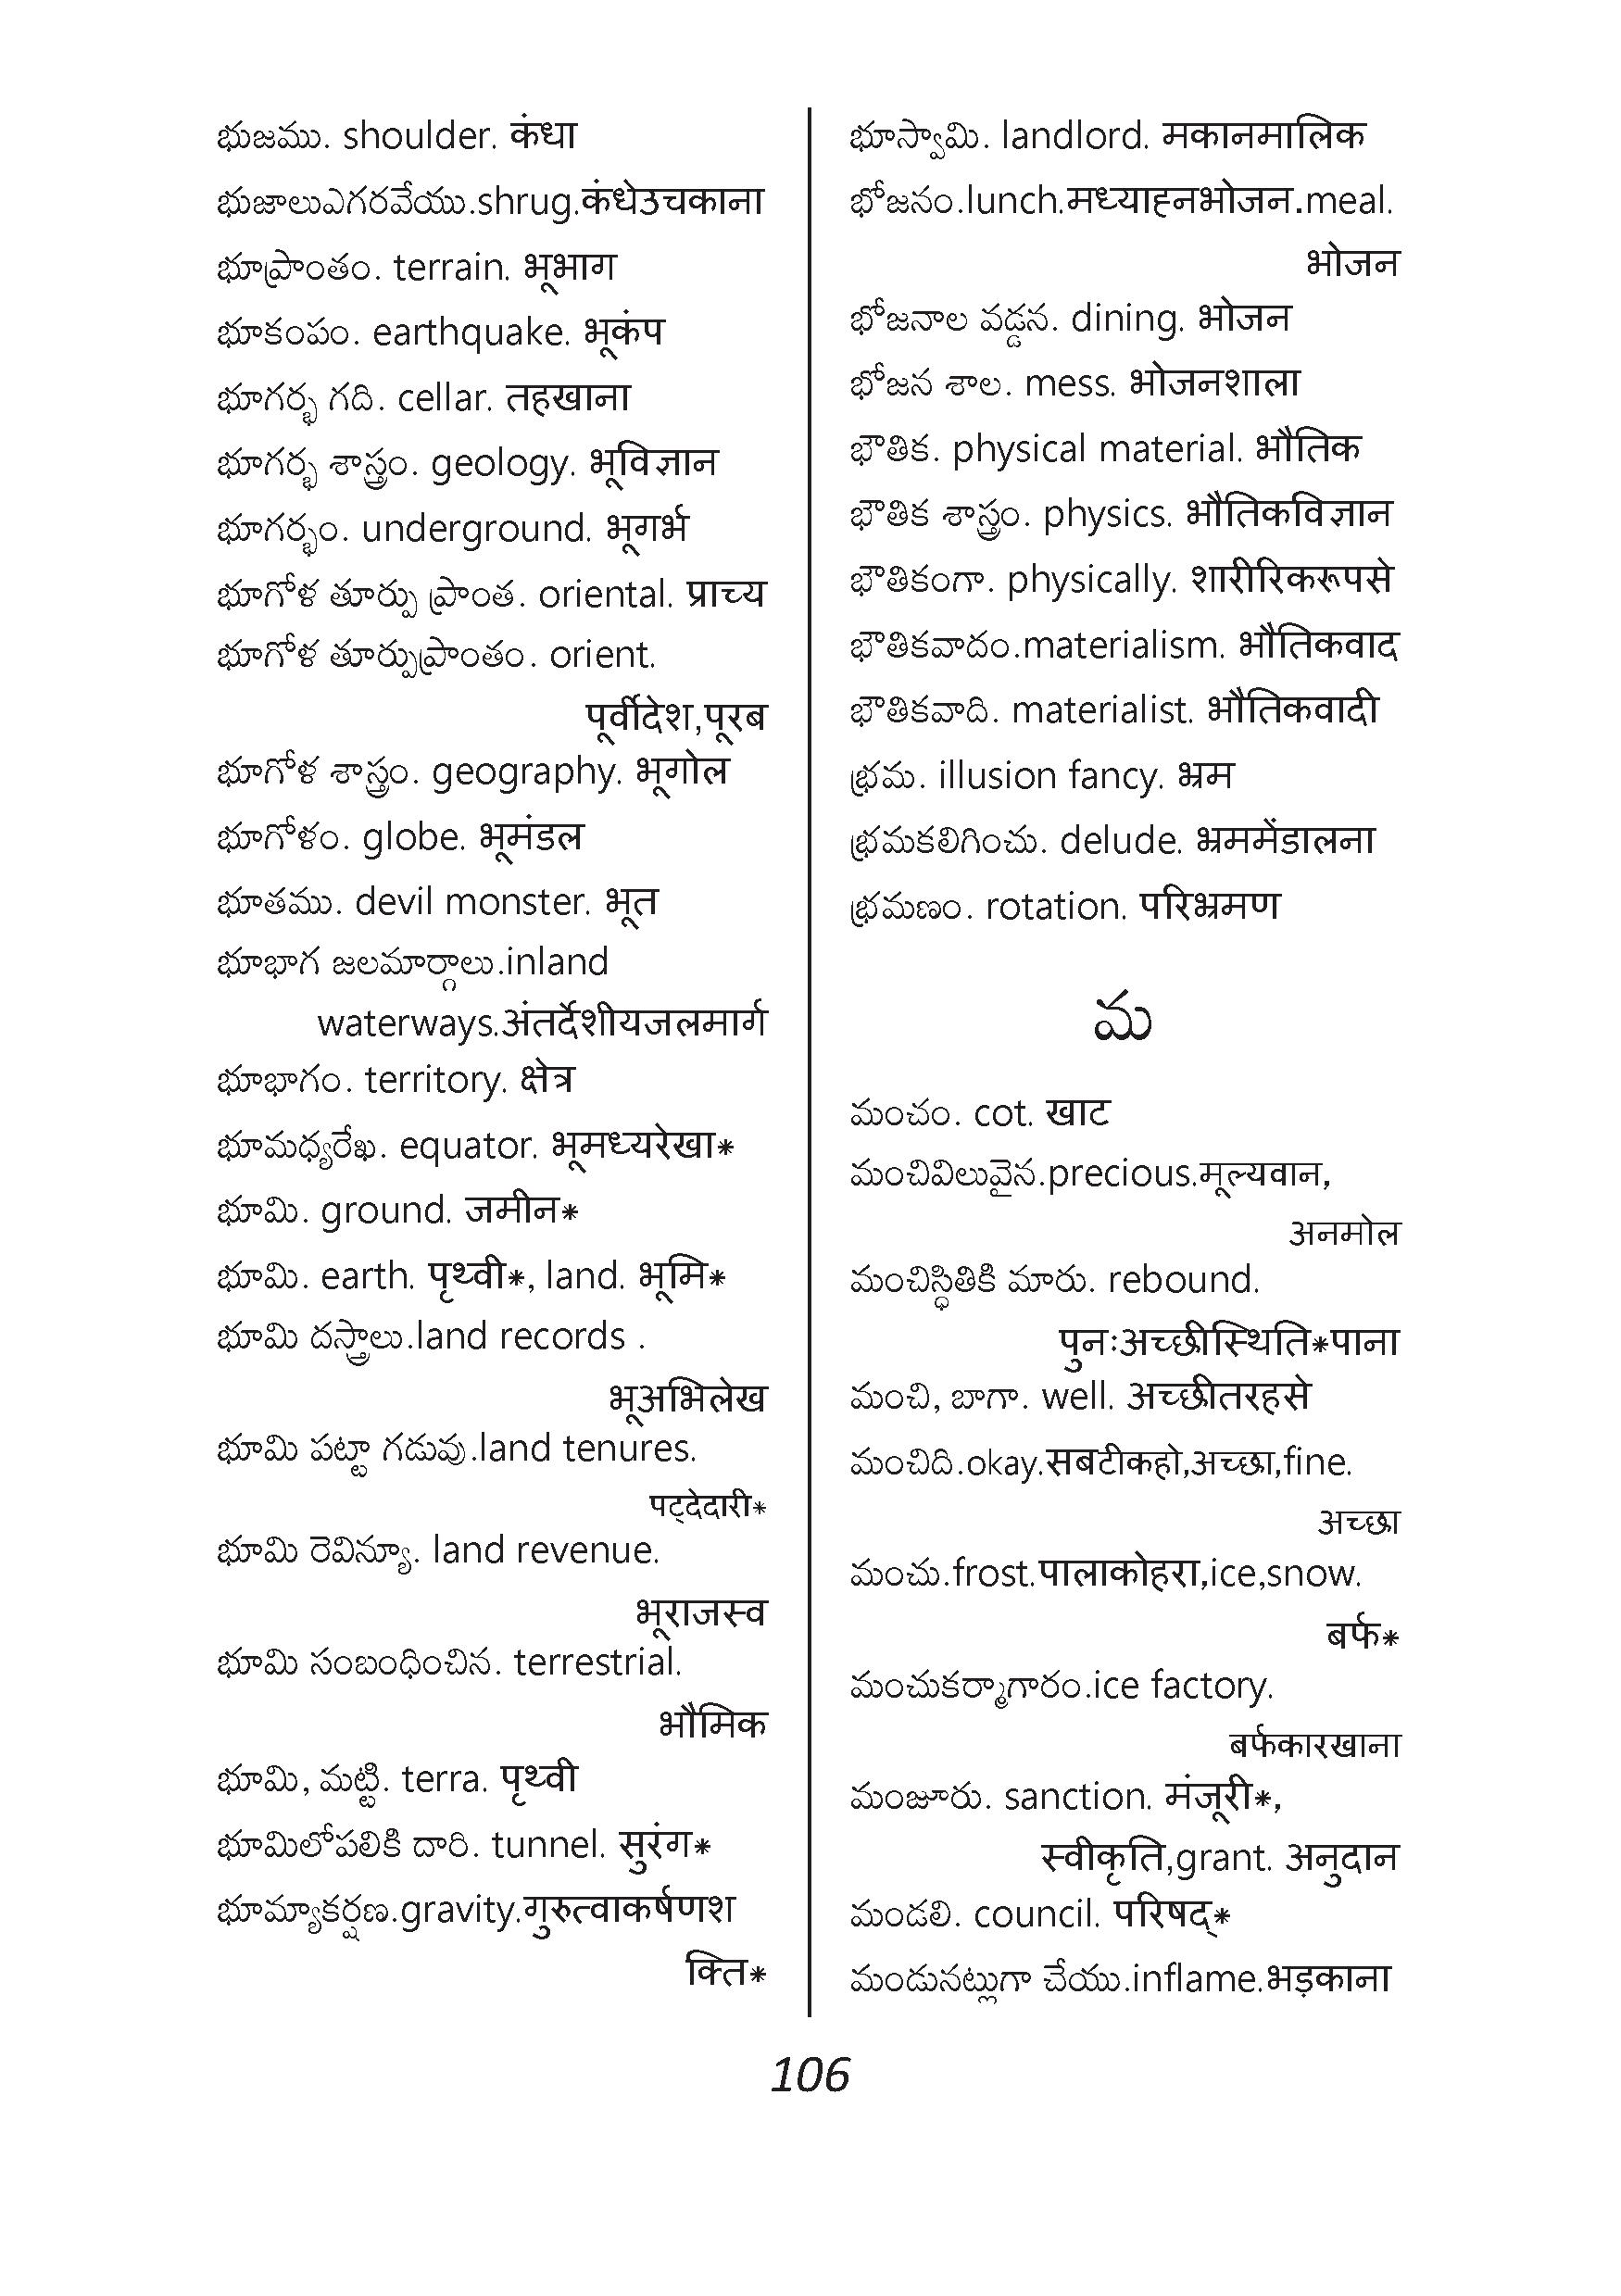 భుజము. shoulder. कंधा
భుజాలుఎగరవేయు.shrug.कंधेउचकाना
భూప్రాంతం. terrain. भूभाग
భూకంపం. earthquake. भूकंप
భూగర్భ గది. cellar. तहखाना
భూగర్భ శాస్త్రం. geology. भूविज्ञान
భూగర్భం. underground. भूगर्भ
భూగోళ తూర్పు ప్రాంత. oriental. प्राच्य
భూగోళ తూర్పుప్రాంతం. orient.
पूर्वीदेश,पूरब
భూగోళ శాస్త్రం. geography. भूगोल
భూగోళం. globe. भूमंडल
భూతము. devil monster. भूत
భూభాగ జలమార్గాలు.inland
waterways.अंतर्देशीयजलमार्ग
భూభాగం. territory. क्षेत्र
భూమధ్యరేఖ. equator. भूमध्यरेखा*
భూమి. ground. जमीन*
భూమి. earth. पृथ्वी*, land. भूमि*
భూమి దస్త్రాలు.land records .
भूअभिलेख
భూమి పట్టా గడువు.land tenures.
पट्देदारी*
భూమి రెవిన్యూ. land revenue.
भूराजस्व
భూమి సంబంధించిన. terrestrial.
भौमिक
భూమి, మట్టి. terra. पृथ्वी
భూమిలోపలికి దారి. tunnel. सुरंग*
భూమ్యాకర్షణ.gravity.गुरुत्वाकर्षणश
क्ति*
భూస్వామి. landlord. मकानमालिक
భోజనం.lunch.मध्याह्नभोजन.meal.
भोजन
భోజనాల వడ్డన. dining. भोजन
భోజన శాల. mess. भोजनशाला
భౌతిక. physical material. भौतिक
భౌతిక శాస్త్రం. physics. भौतिकविज्ञान
భౌతికంగా. physically. शारीरिकरूपसे
భౌతికవాదం.materialism. भौतिकवाद
భౌతికవాది. materialist. भौतिकवादी
భ్రమ. illusion fancy. भ्रम
భ్రమకలిగించు. delude. भ्रममेंडालना
భ్రమణం. rotation. परिभ्रमण
మ
మంచం. cot. खाट
మంచివిలువైన.precious.मूल्यवान,
अनमोल
మంచిస్ధితికి మారు. rebound.
पुनःअच्छीस्थिति*पाना
మంచి, బాగా. well. अच्छीतरहसे
మంచిది.okay.सबटीकहो,अच्छा,fine.
अच्छा
మంచు.frost.पालाकोहरा,ice,snow.
बर्फ*
మంచుకర్మాగారం.ice factory.
बर्फकारखाना
మంజూరు. sanction. मंजूरी*,
स्वीकृति,grant. अनुदान
మండలి. council. परिषद्*
మండునట్లుగా చేయు.inflame.भड़काना
106